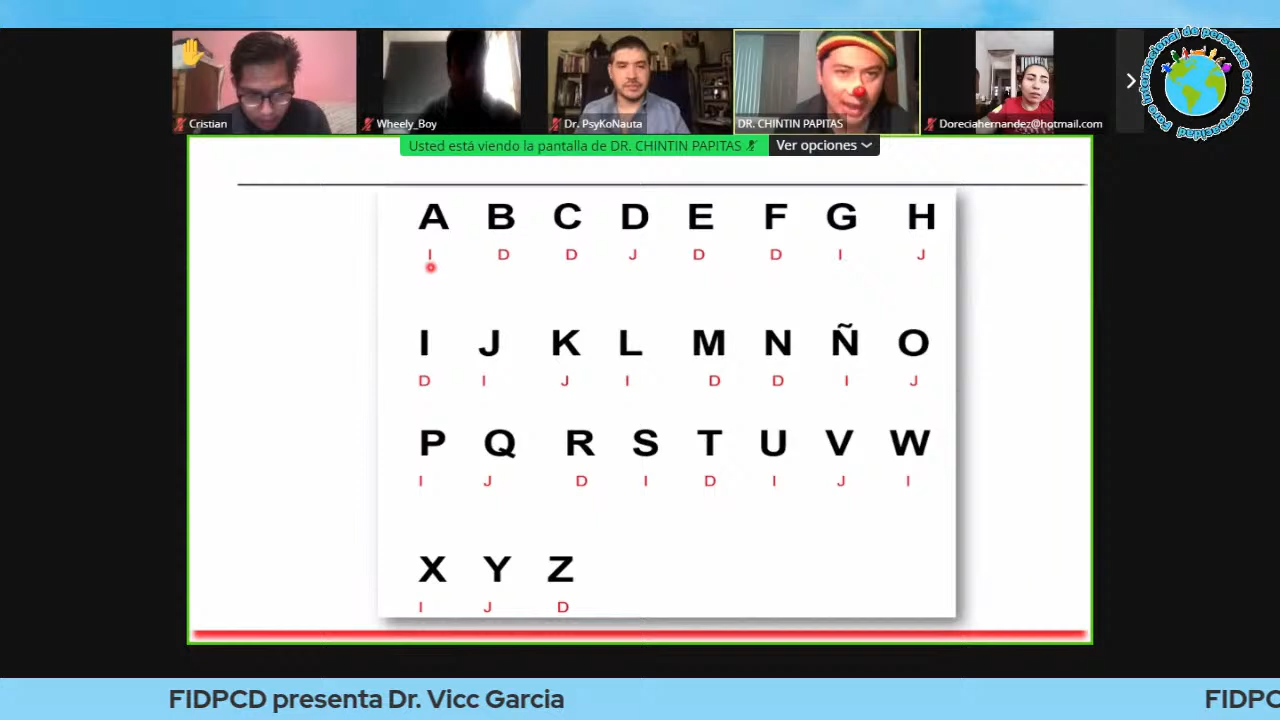 Cristian
Wheely_Boy
Dr. PsyKoNauta
DR. CHINTIN PAPITAS
Doreciahernandez@hotmail.com
Usted está viendo la pantalla de DR. CHINTIN PAPITAS
Ver opciones
A B C D E F G H
I D D J D D I J
I J K L M N Ñ O
D I J I D D I J
P Q R S T U V W
I J D I D I J I
X Y Z
I J D
FIDPCD presenta Dr. Vicc Garcia
FIDPC